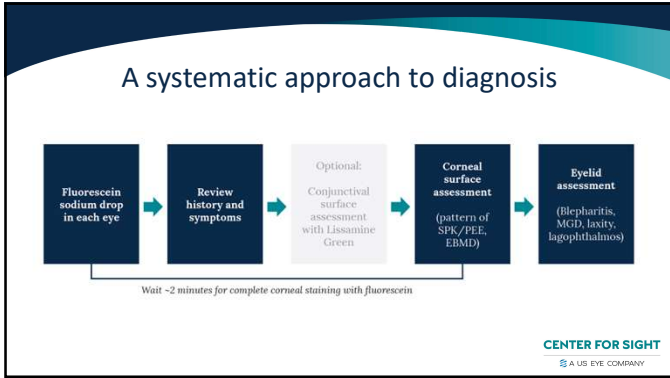 A systematic approach to diagnosis
Fluorescein
sodium drop
in each eye
Review
history and
symptoms
Optional:
Conjunctival
surface
assessment
with Lissamine
Green
Corneal
surface
assessment
(pattern of
SPK/PEE,
EBMD)
Eyelid
assessment
(Blepharitis,
MGD, laxity,
lagophthalmos)
Wait ~2 minutes for complete corneal staining with fluorescein
CENTER FOR SIGHT
A US EYE COMPANY